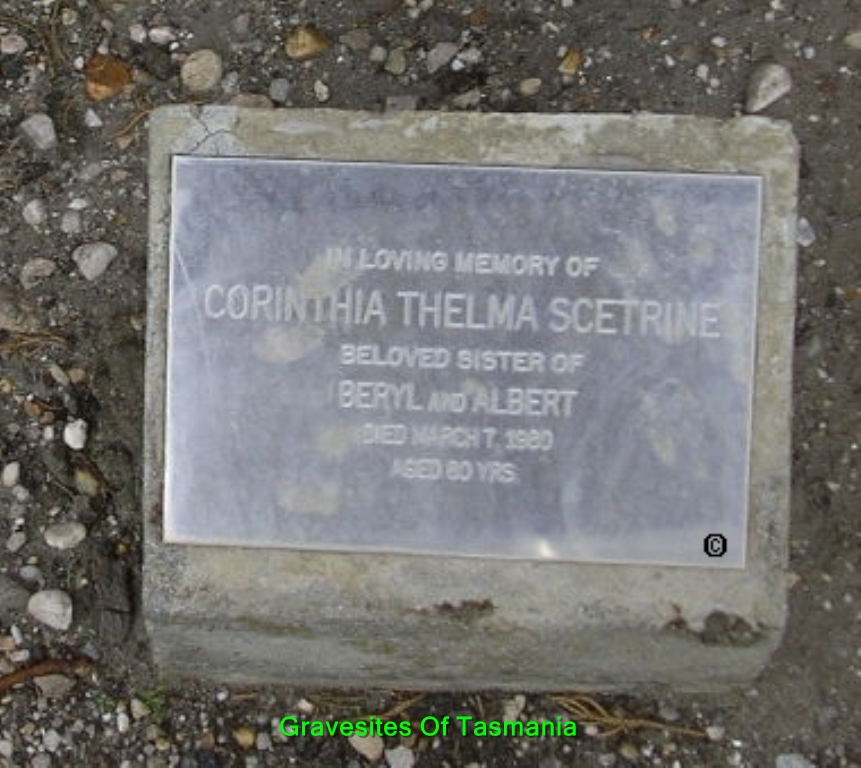 IN LOVING MEMORY OF
CORINTHIA THELMA SCETRINE
BELOVED SISTER OF
BERYL AND ALBERT
DIED MARCH 7, 1980
AGED 60 YRS
©
Gravesites Of Tasmania